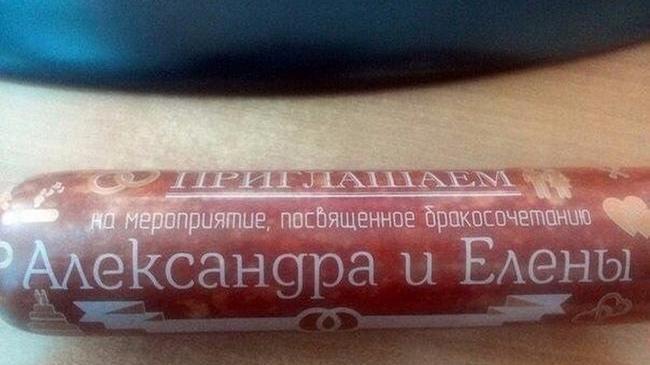 ПРИГЛАШАЕМ
на мероприятие, посвященное бракосочетанию
Александра и Елены